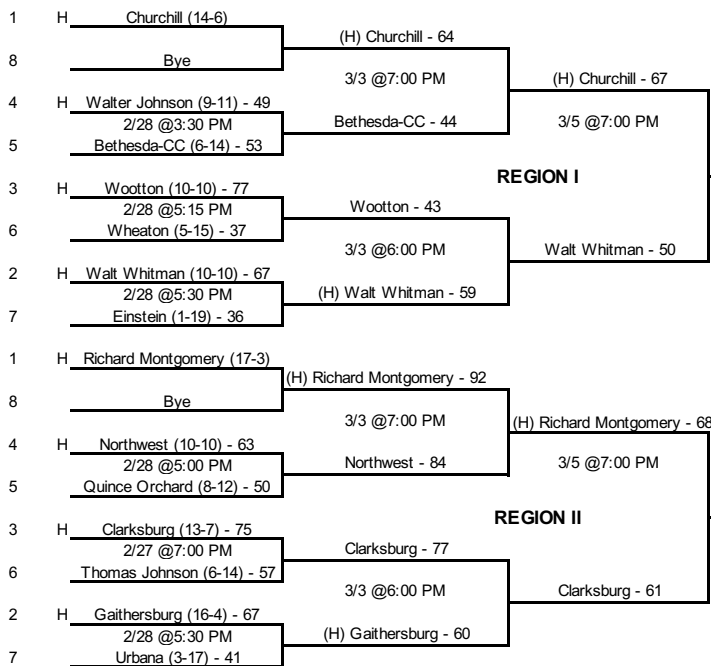 1 H Churchill (14-6)
(H) Churchill - 64
8 Bye
3/3 @7:00 PM
(H) Churchill - 67
4 H Walter Johnson (9-11) - 49
2/28 @3:30 PM
Bethesda-CC - 44
3/5 @7:00 PM
5 Bethesda-CC (6-14) - 53
REGION I
3 H Wootton (10-10) - 77
2/28 @5:15 PM
Wootton - 43
6 Wheaton (5-15) - 37
3/3 @6:00 PM
Walt Whitman - 50
2 H Walt Whitman (10-10) - 67
2/28 @5:30 PM
(H) Walt Whitman - 59
7 Einstein (1-19) - 36
1 H Richard Montgomery (17-3)
(H) Richard Montgomery - 92
8 Bye
3/3 @7:00 PM
(H) Richard Montgomery - 68
4 H Northwest (10-10) - 63
2/28 @5:00 PM
Northwest - 84
3/5 @7:00 PM
5 Quince Orchard (8-12) - 50
REGION II
3 H Clarksburg (13-7) - 75
2/27 @7:00 PM
Clarksburg - 77
6 Thomas Johnson (6-14) - 57
3/3 @6:00 PM
Clarksburg - 61
2 H Gaithersburg (16-4) - 67
2/28 @5:30 PM
(H) Gaithersburg - 60
7 Urbana (3-17) - 41